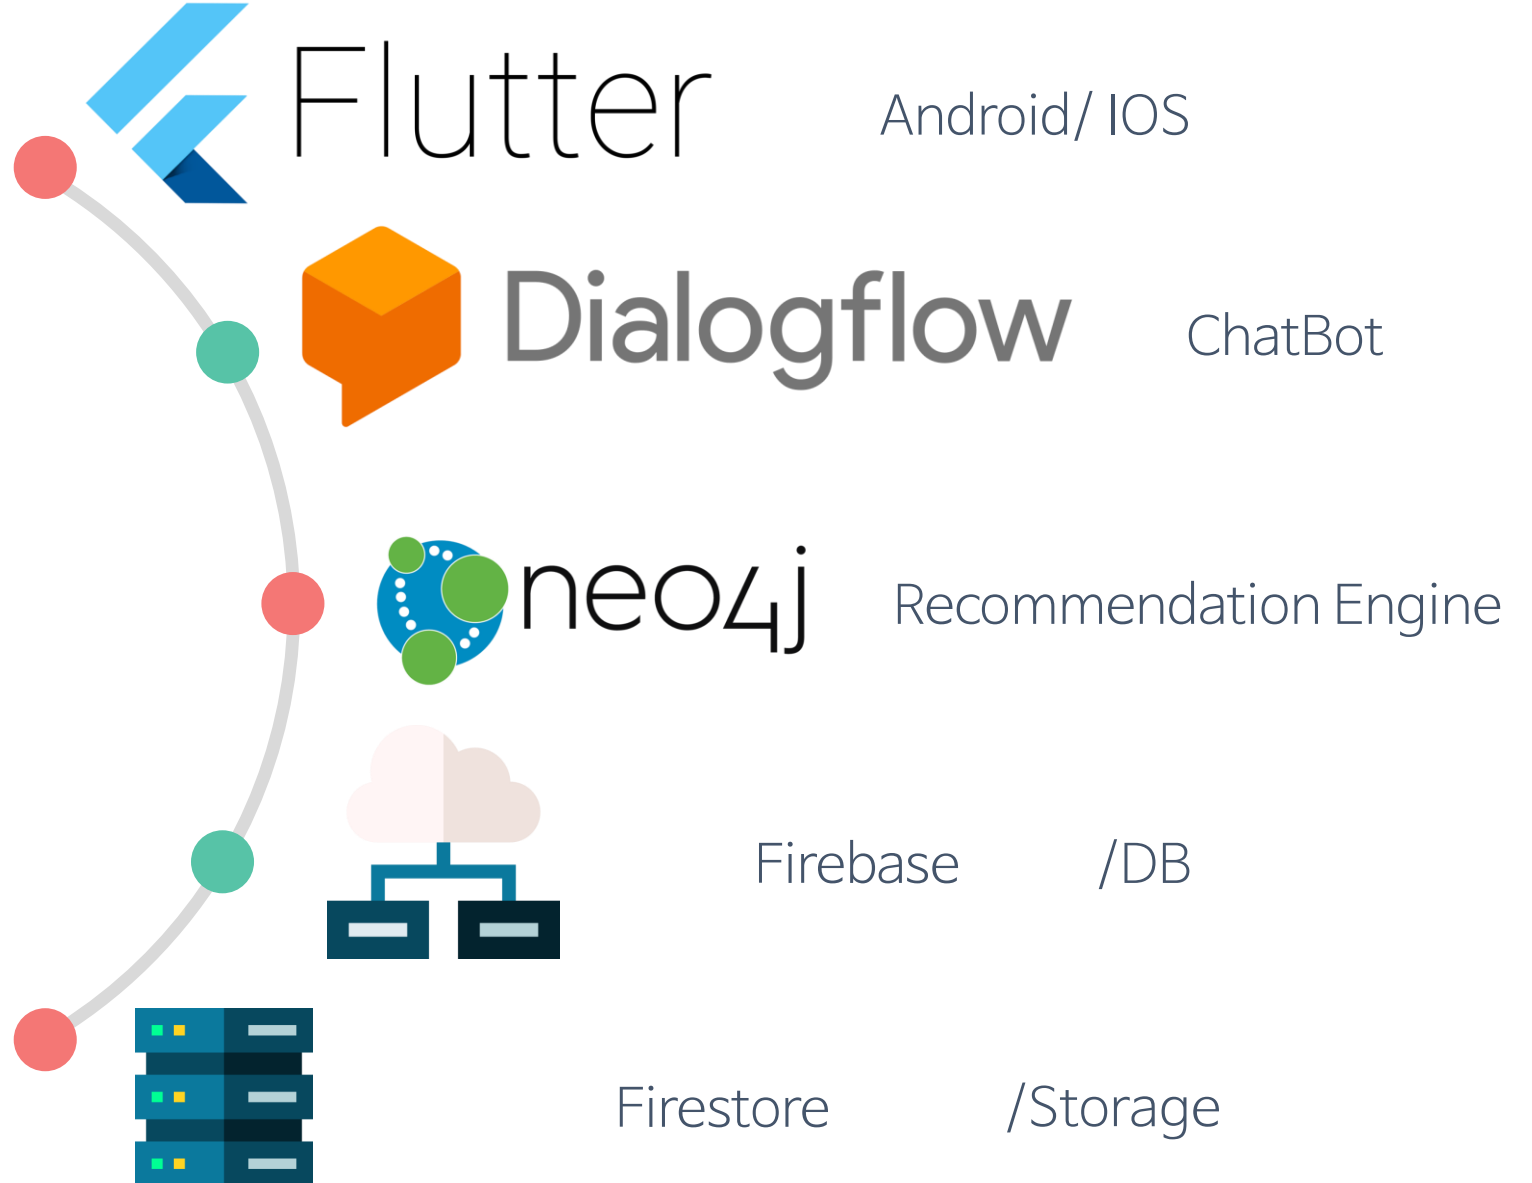 Flutter Android/ IOS
Dialogflow ChatBot
neo4j Recommendation Engine
Firebase /DB
Firestore /Storage